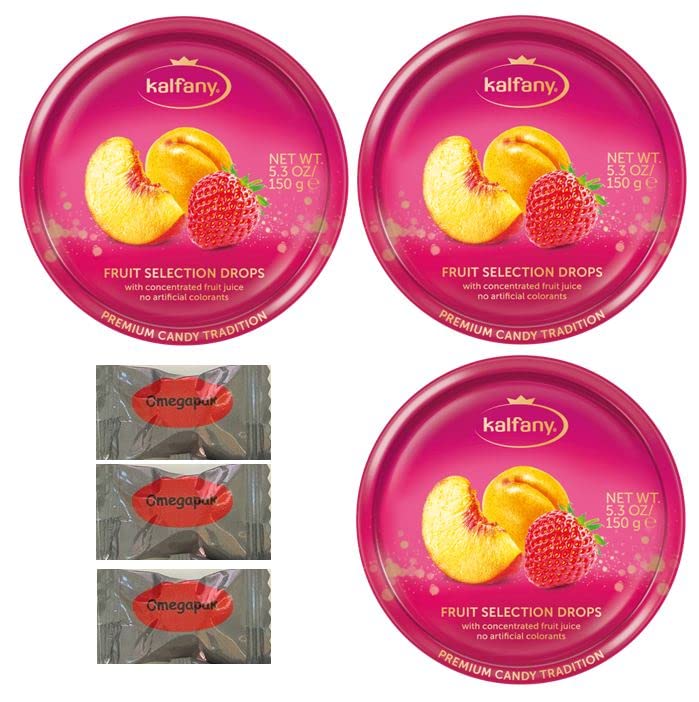 kalfany®
NET WT.
5.3 OZ/
150 g ℮
FRUIT SELECTION DROPS
with concentrated fruit juice
no artificial colorants
PREMIUM CANDY TRADITION
kalfany®
NET WT.
5.3 OZ/
150 g ℮
FRUIT SELECTION DROPS
with concentrated fruit juice
no artificial colorants
PREMIUM CANDY TRADITION
Omegapak
Omegapak
Omegapak
kalfany®
NET WT.
5.3 OZ/
150 g ℮
FRUIT SELECTION DROPS
with concentrated fruit juice
no artificial colorants
PREMIUM CANDY TRADITION